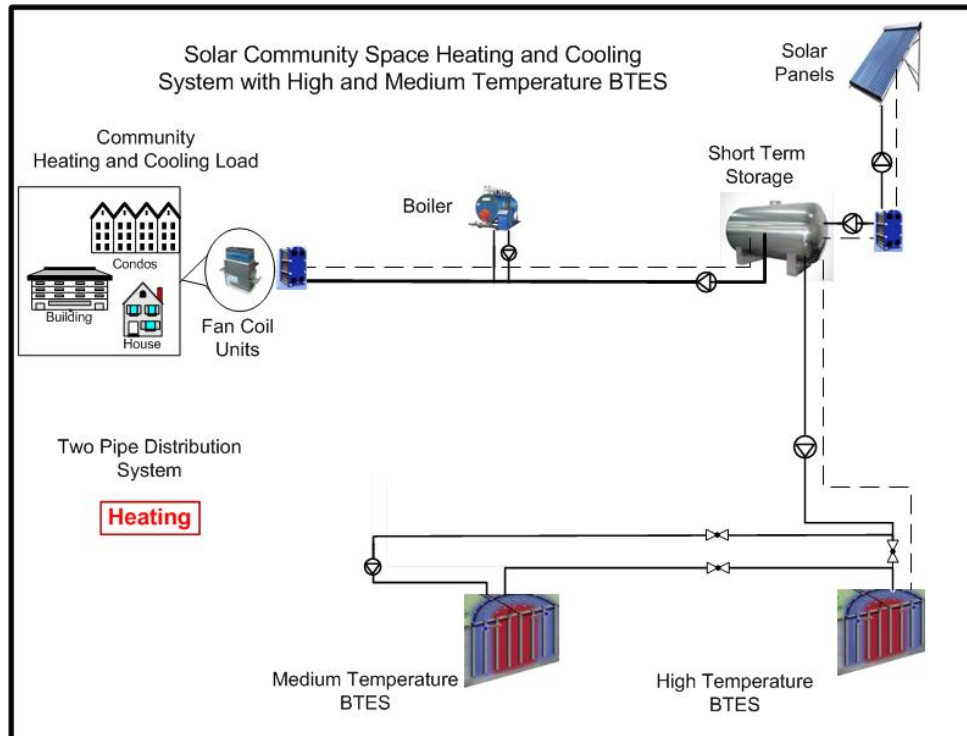 Solar Community Space Heating and Cooling
System with High and Medium Temperature BTES
Solar
Panels
Community
Heating and Cooling Load
Short Term
Storage
Boiler
Condos
Building
House
Fan Coil
Units
Two Pipe Distribution
System
Heating
Medium Temperature
BTES
High Temperature
BTES